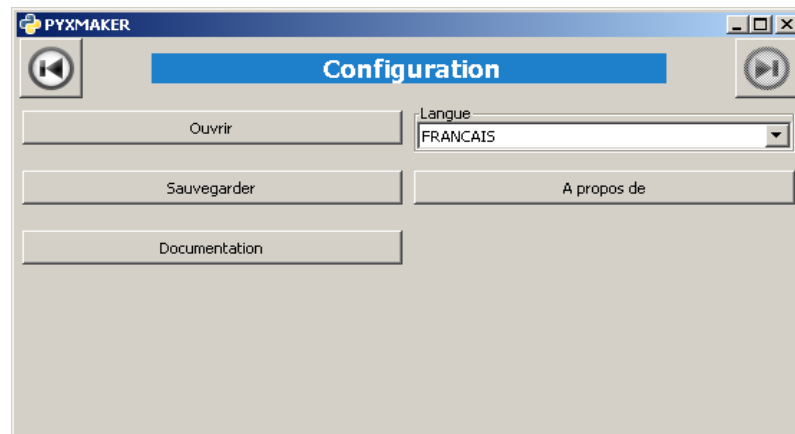 PYXMAKER
Configuration
Ouvrir
Langue
FRANCAIS
Sauvegarder
A propos de
Documentation